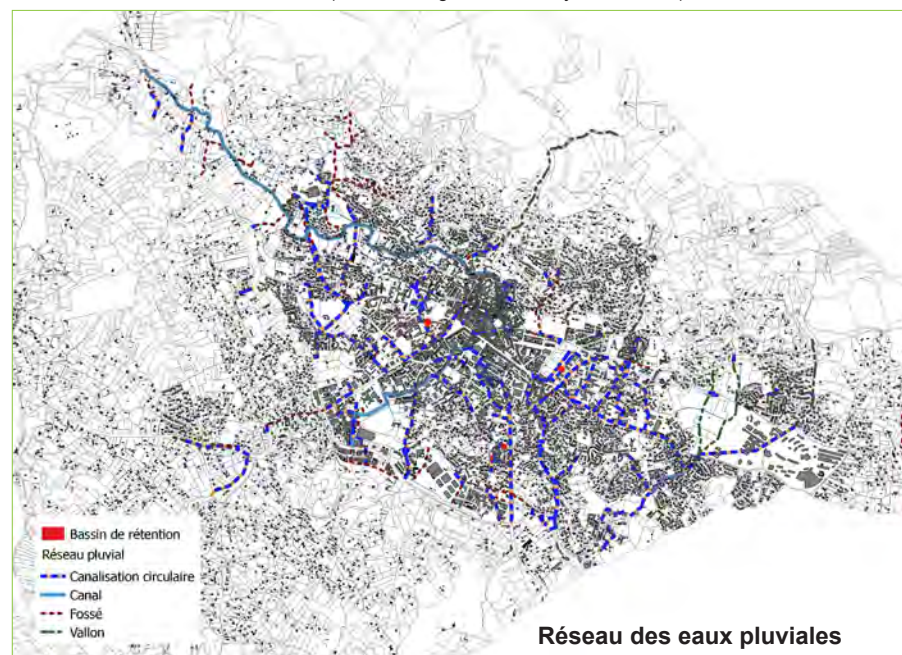 Bassin de rétention
Réseau pluvial
Canalisation circulaire
Canal
Fossé
Vallon
Réseau des eaux pluviales